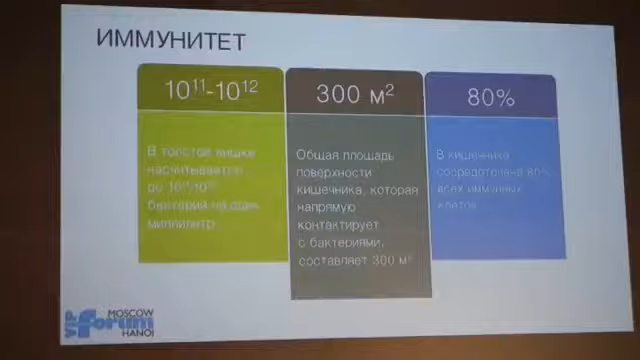 ИММУНИТЕТ
10¹¹-10¹²
В толстой кишке
насчитывается
до 10¹¹-10¹²
бактерий на один
миллилитр
300 м²
Общая площадь
поверхности
кишечника, которая
напрямую
контактирует
с бактериями,
составляет 300 м²
80%
В кишечнике
сосредоточено 80%
всех иммунных
клеток
VIP forum
MOSCOW
HANOI